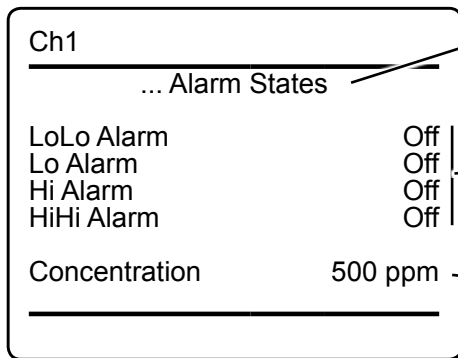 Ch1
... Alarm States
LoLo Alarm Off
Lo Alarm Off
Hi Alarm Off
HiHi Alarm Off
Concentration 500 ppm